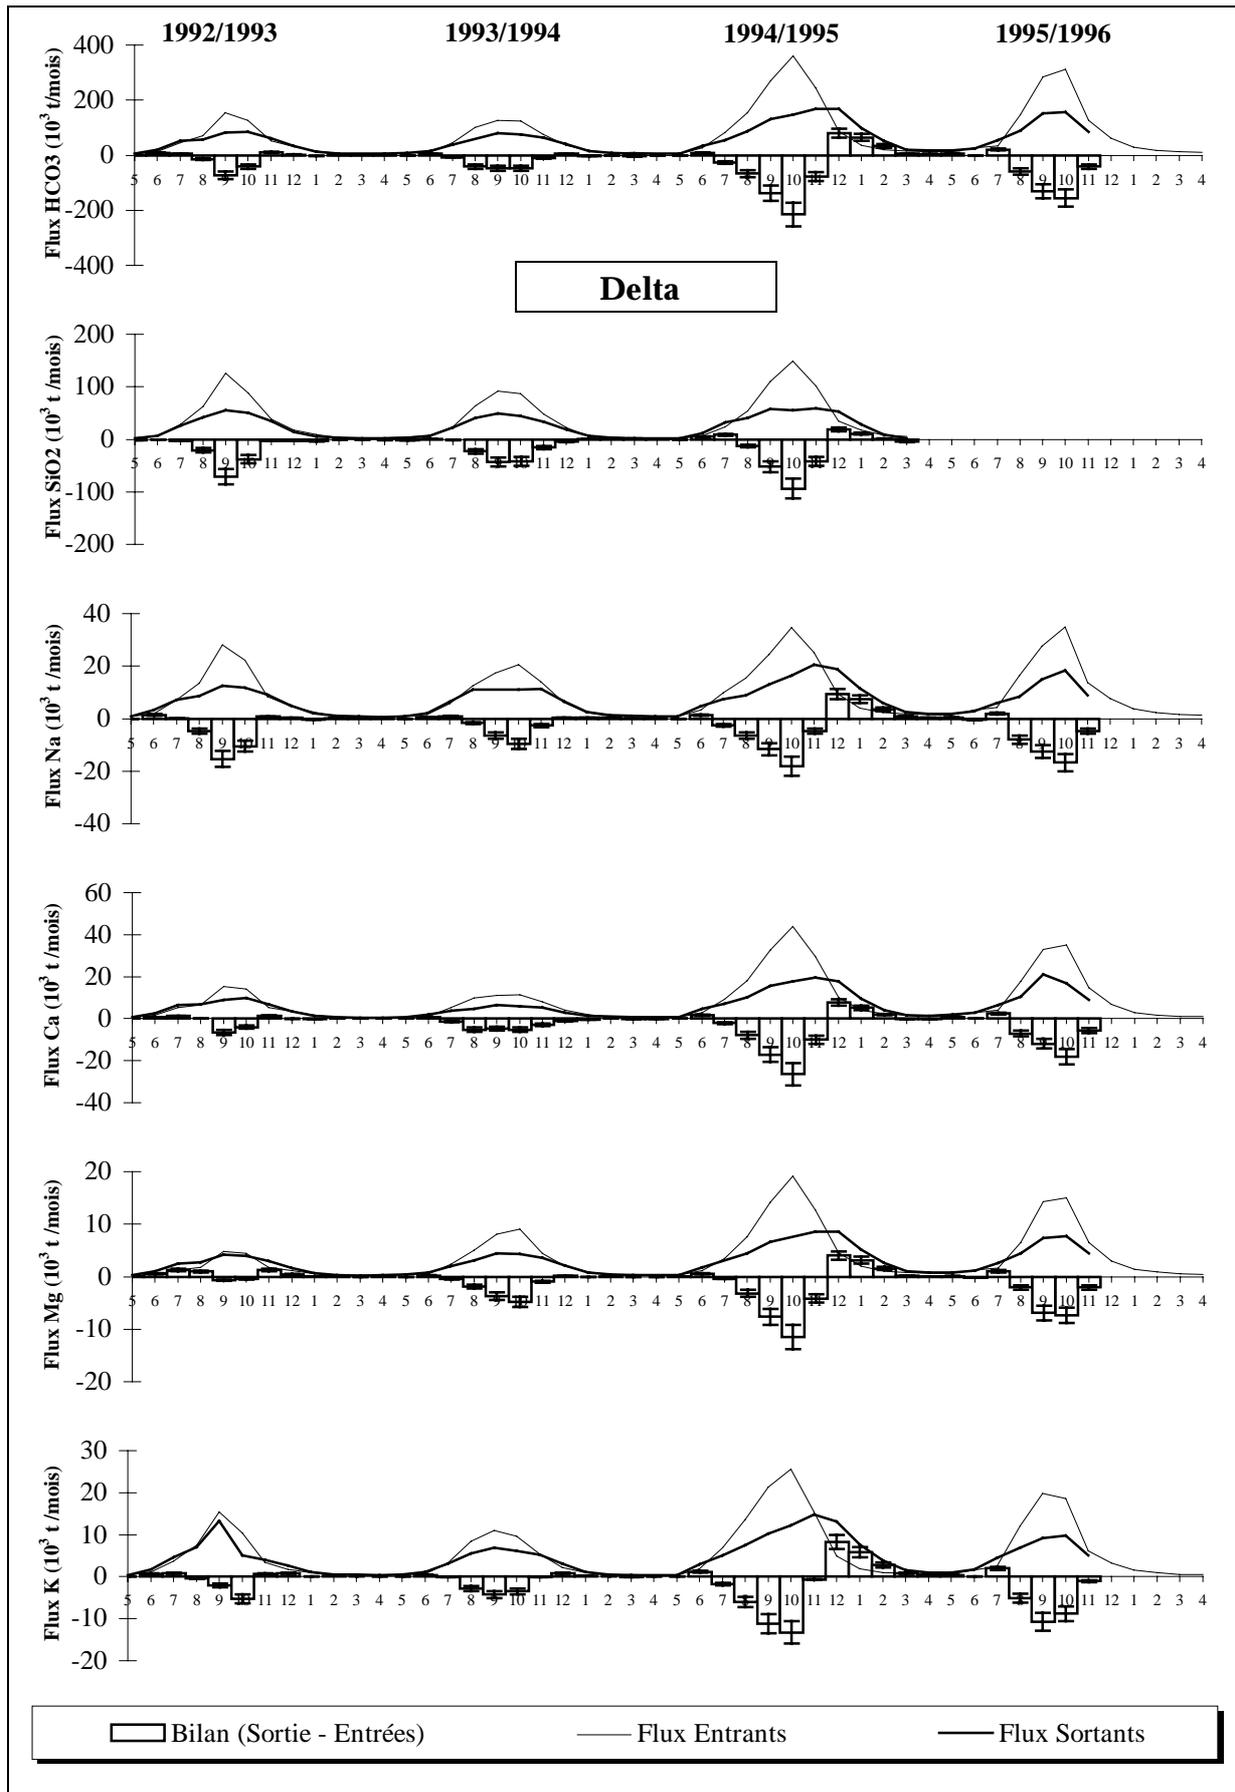 1992/1993 1993/1994 1994/1995 1995/1996
Flux HCO3 (10³ t/mois)
400
200
0
-200
-400
5 6 7 8 9 10 11 12 1 2 3 4 5 6 7 8 9 10 11 12 1 2 3 4 5 6 7 8 9 10 11 12 1 2 3 4 5 6 7 8 9 10 11 12 1 2 3 4
Delta
Flux SiO2 (10³ t /mois)
200
100
0
-100
-200
5 6 7 8 9 10 11 12 1 2 3 4 5 6 7 8 9 10 11 12 1 2 3 4 5 6 7 8 9 10 11 12 1 2 3 4 5 6 7 8 9 10 11 12 1 2 3 4
Flux Na (10³ t /mois)
40
20
0
-20
-40
5 6 7 8 9 10 11 12 1 2 3 4 5 6 7 8 9 10 11 12 1 2 3 4 5 6 7 8 9 10 11 12 1 2 3 4 5 6 7 8 9 10 11 12 1 2 3 4
Flux Ca (10³ t /mois)
60
40
20
0
-20
-40
5 6 7 8 9 10 11 12 1 2 3 4 5 6 7 8 9 10 11 12 1 2 3 4 5 6 7 8 9 10 11 12 1 2 3 4 5 6 7 8 9 10 11 12 1 2 3 4
Flux Mg (10³ t /mois)
20
10
0
-10
-20
5 6 7 8 9 10 11 12 1 2 3 4 5 6 7 8 9 10 11 12 1 2 3 4 5 6 7 8 9 10 11 12 1 2 3 4 5 6 7 8 9 10 11 12 1 2 3 4
Flux K (10³ t /mois)
30
20
10
0
-10
-20
5 6 7 8 9 10 11 12 1 2 3 4 5 6 7 8 9 10 11 12 1 2 3 4 5 6 7 8 9 10 11 12 1 2 3 4 5 6 7 8 9 10 11 12 1 2 3 4
Bilan (Sortie - Entrées) Flux Entrants Flux Sortants